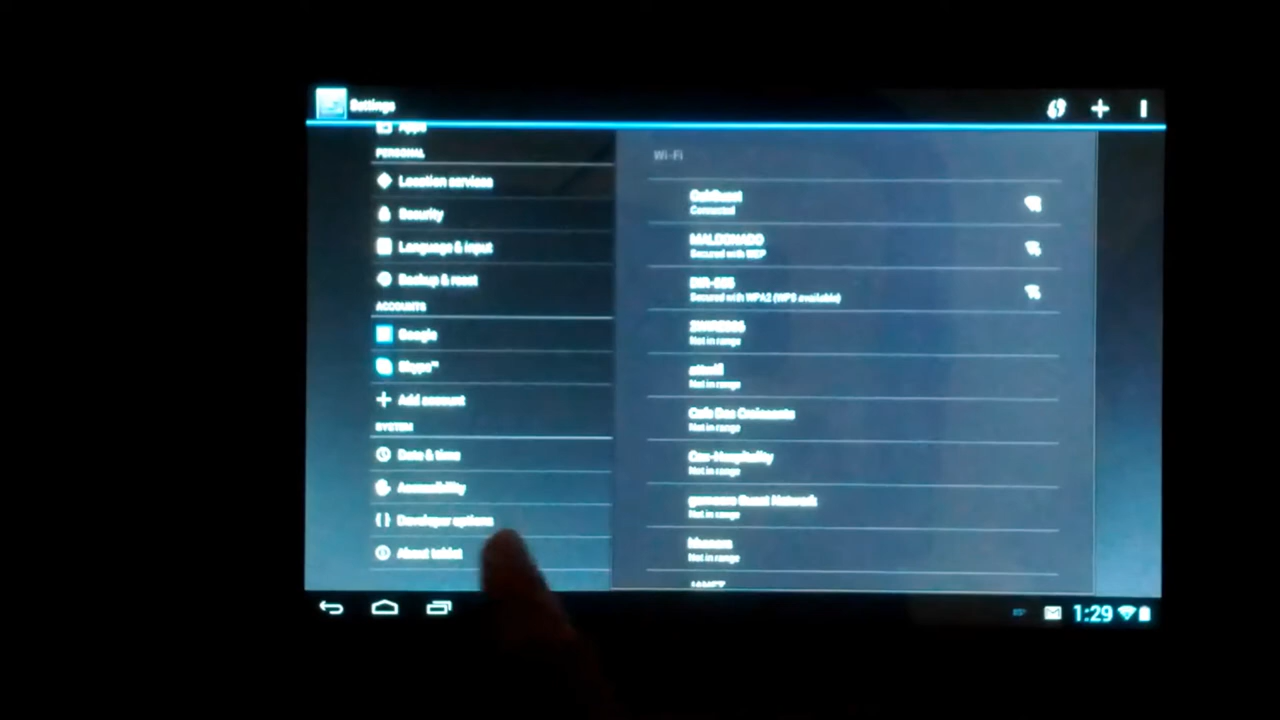 Settings
Apps
PERSONAL
Location services
Security
Language & input
Backup & reset
ACCOUNTS
Google
Skype™
Add account
SYSTEM
Date & time
Accessibility
Developer options
About tablet
Wi-Fi
Connected
MALDONADO
Secured with WEP
Secured with WPA2 (WPS available)
Not in range
Not in range
Cafe Des Croissants
Not in range
Not in range
Guest Network
Not in range
Not in range
1:29